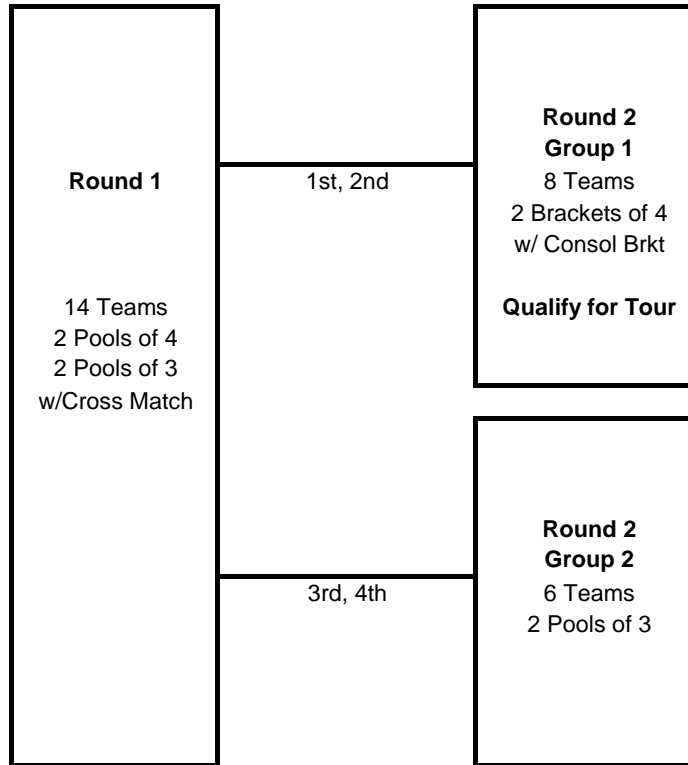 Round 1
14 Teams
2 Pools of 4
2 Pools of 3
w/Cross Match
1st, 2nd
3rd, 4th
Round 2
Group 1
8 Teams
2 Brackets of 4
w/ Consol Brkt
Qualify for Tour
Round 2
Group 2
6 Teams
2 Pools of 3